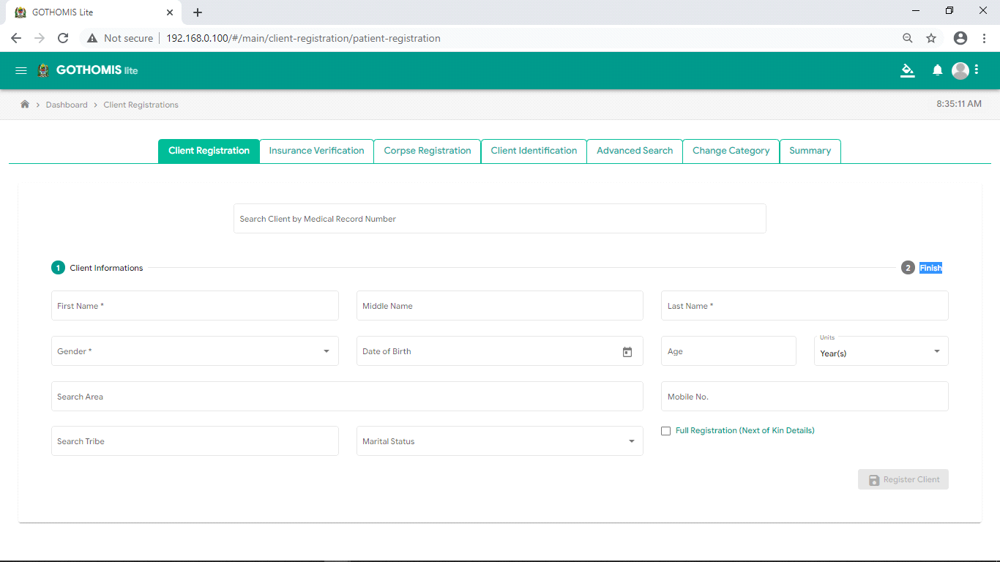 GOTHOMIS Lite
Not secure 192.168.0.100/#/main/client-registration/patient-registration
GOTHOMIS lite
Dashboard Client Registrations 8:35:11 AM
Client Registration Insurance Verification Corpse Registration Client Identification Advanced Search Change Category Summary
Search Client by Medical Record Number
1 Client Informations 2 Finish
First Name * Middle Name Last Name *
Units
Gender * Date of Birth Age Year(s)
Search Area Mobile No.
Full Registration (Next of Kin Details)
Search Tribe Marital Status
Register Client